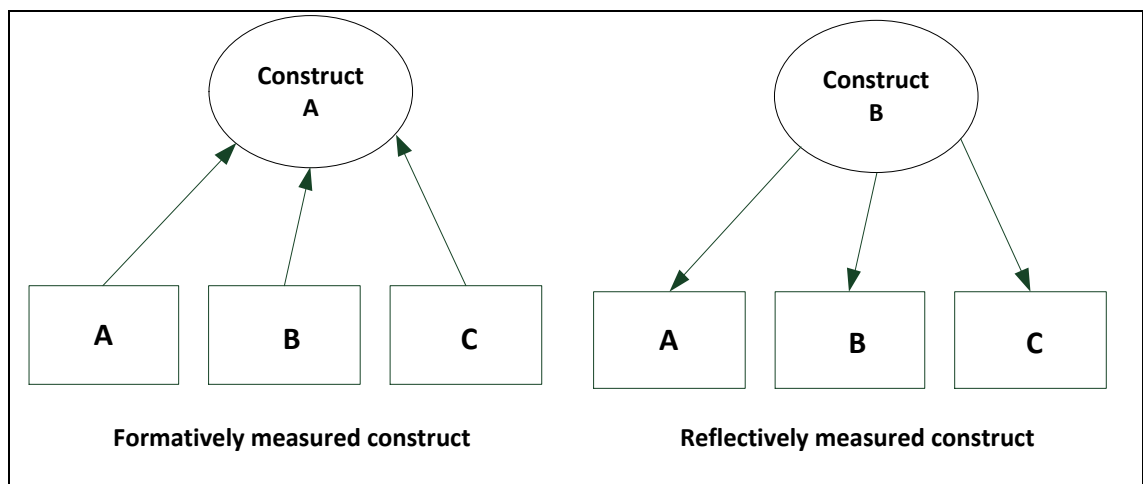 Construct
A
A
B
C
Formatively measured construct
Construct
B
A
B
C
Reflectively measured construct